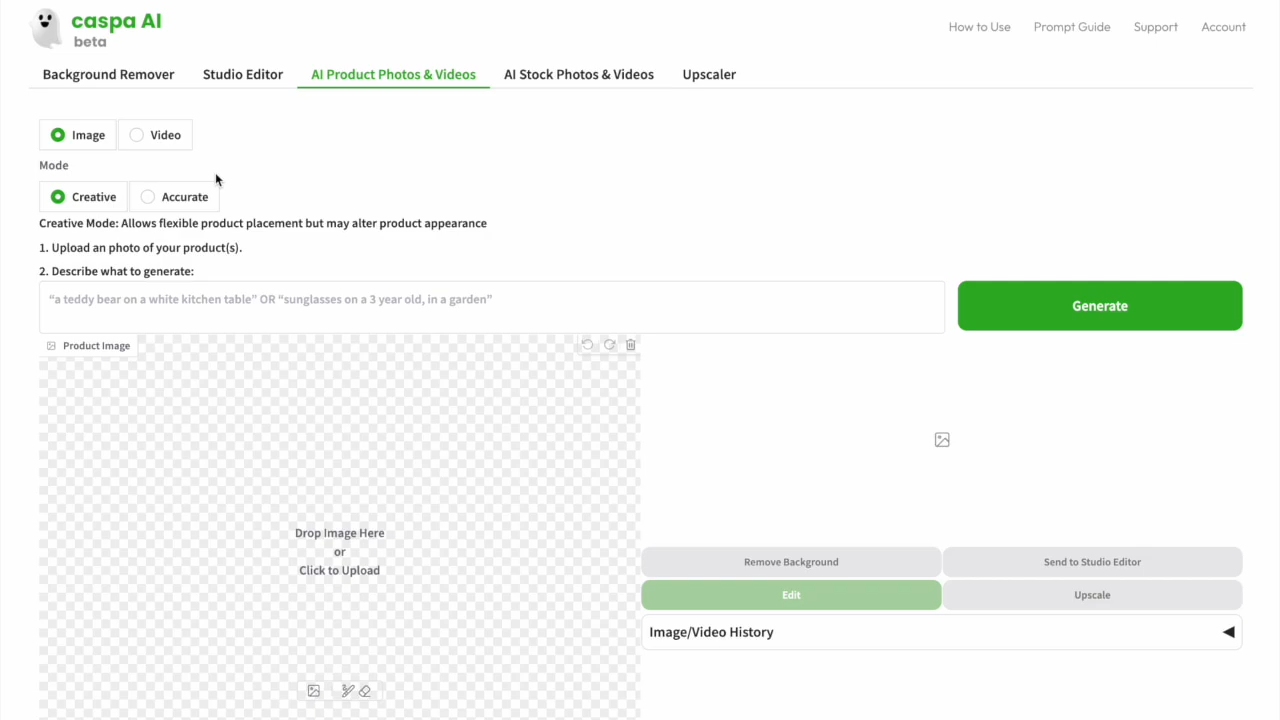 caspa AI
beta
How to Use Prompt Guide Support Account
Background Remover Studio Editor AI Product Photos & Videos AI Stock Photos & Videos Upscaler
Image Video
Mode
Creative Accurate
Creative Mode: Allows flexible product placement but may alter product appearance
1. Upload an photo of your product(s).
2. Describe what to generate:
“a teddy bear on a white kitchen table” OR “sunglasses on a 3 year old, in a garden”
Generate
Product Image
Drop Image Here
or
Click to Upload
Remove Background Send to Studio Editor
Edit Upscale
Image/Video History